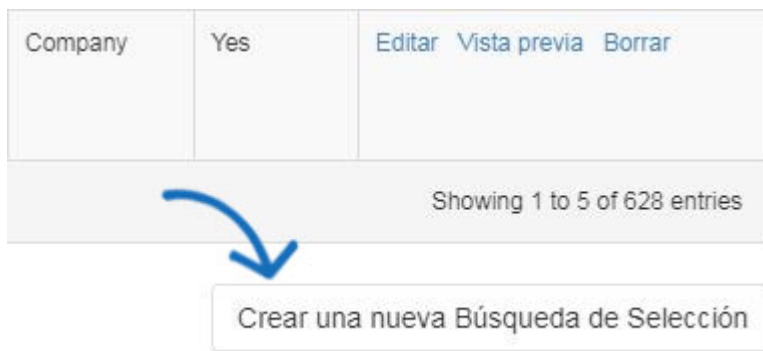 Company Yes Editar Vista previa Borrar
Showing 1 to 5 of 628 entries
Crear una nueva Búsqueda de Selección